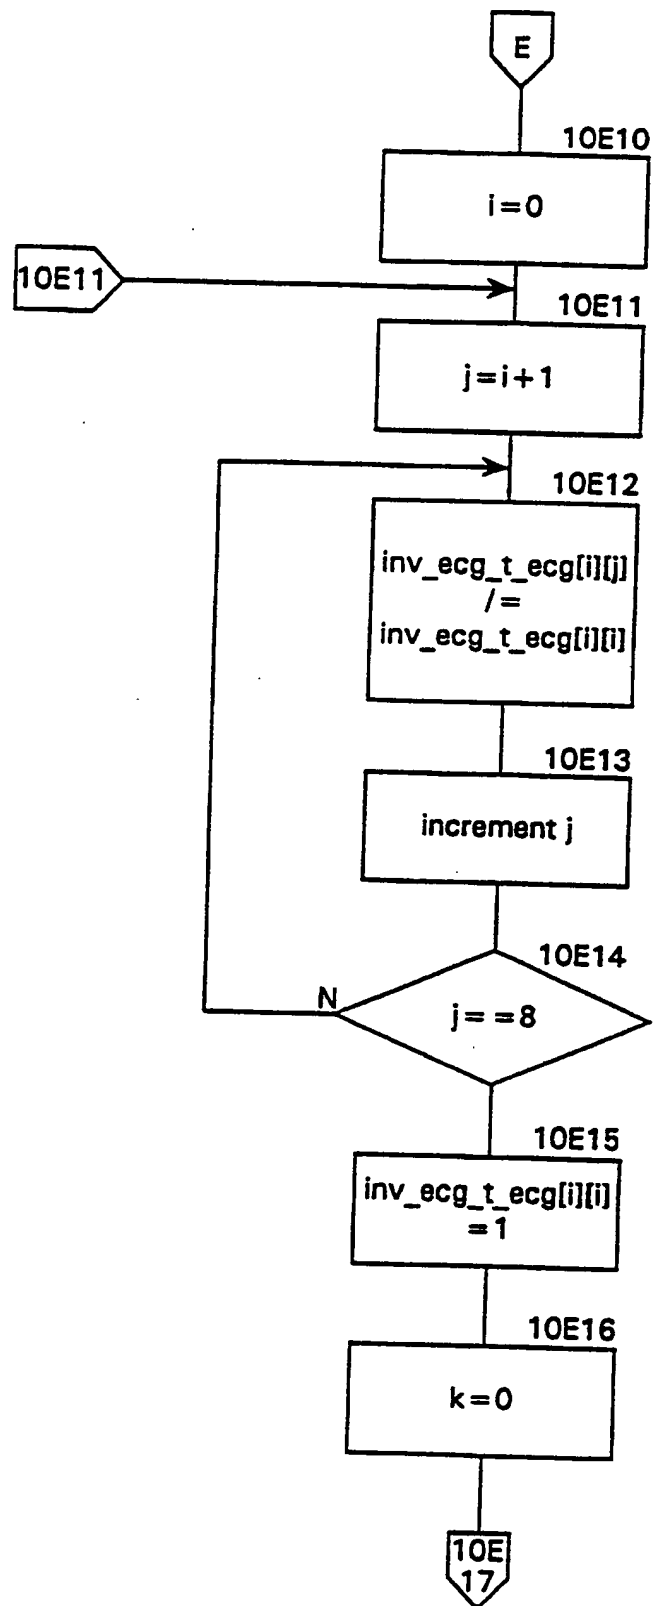 E
10E10
i=0
10E11
10E11
j=i+1
10E12
inv_ecg_t_ecg[i][j]
/=
inv_ecg_t_ecg[i][i]
10E13
increment j
10E14
N
j==8
10E15
inv_ecg_t_ecg[i][i]
=1
10E16
k=0
10E
17